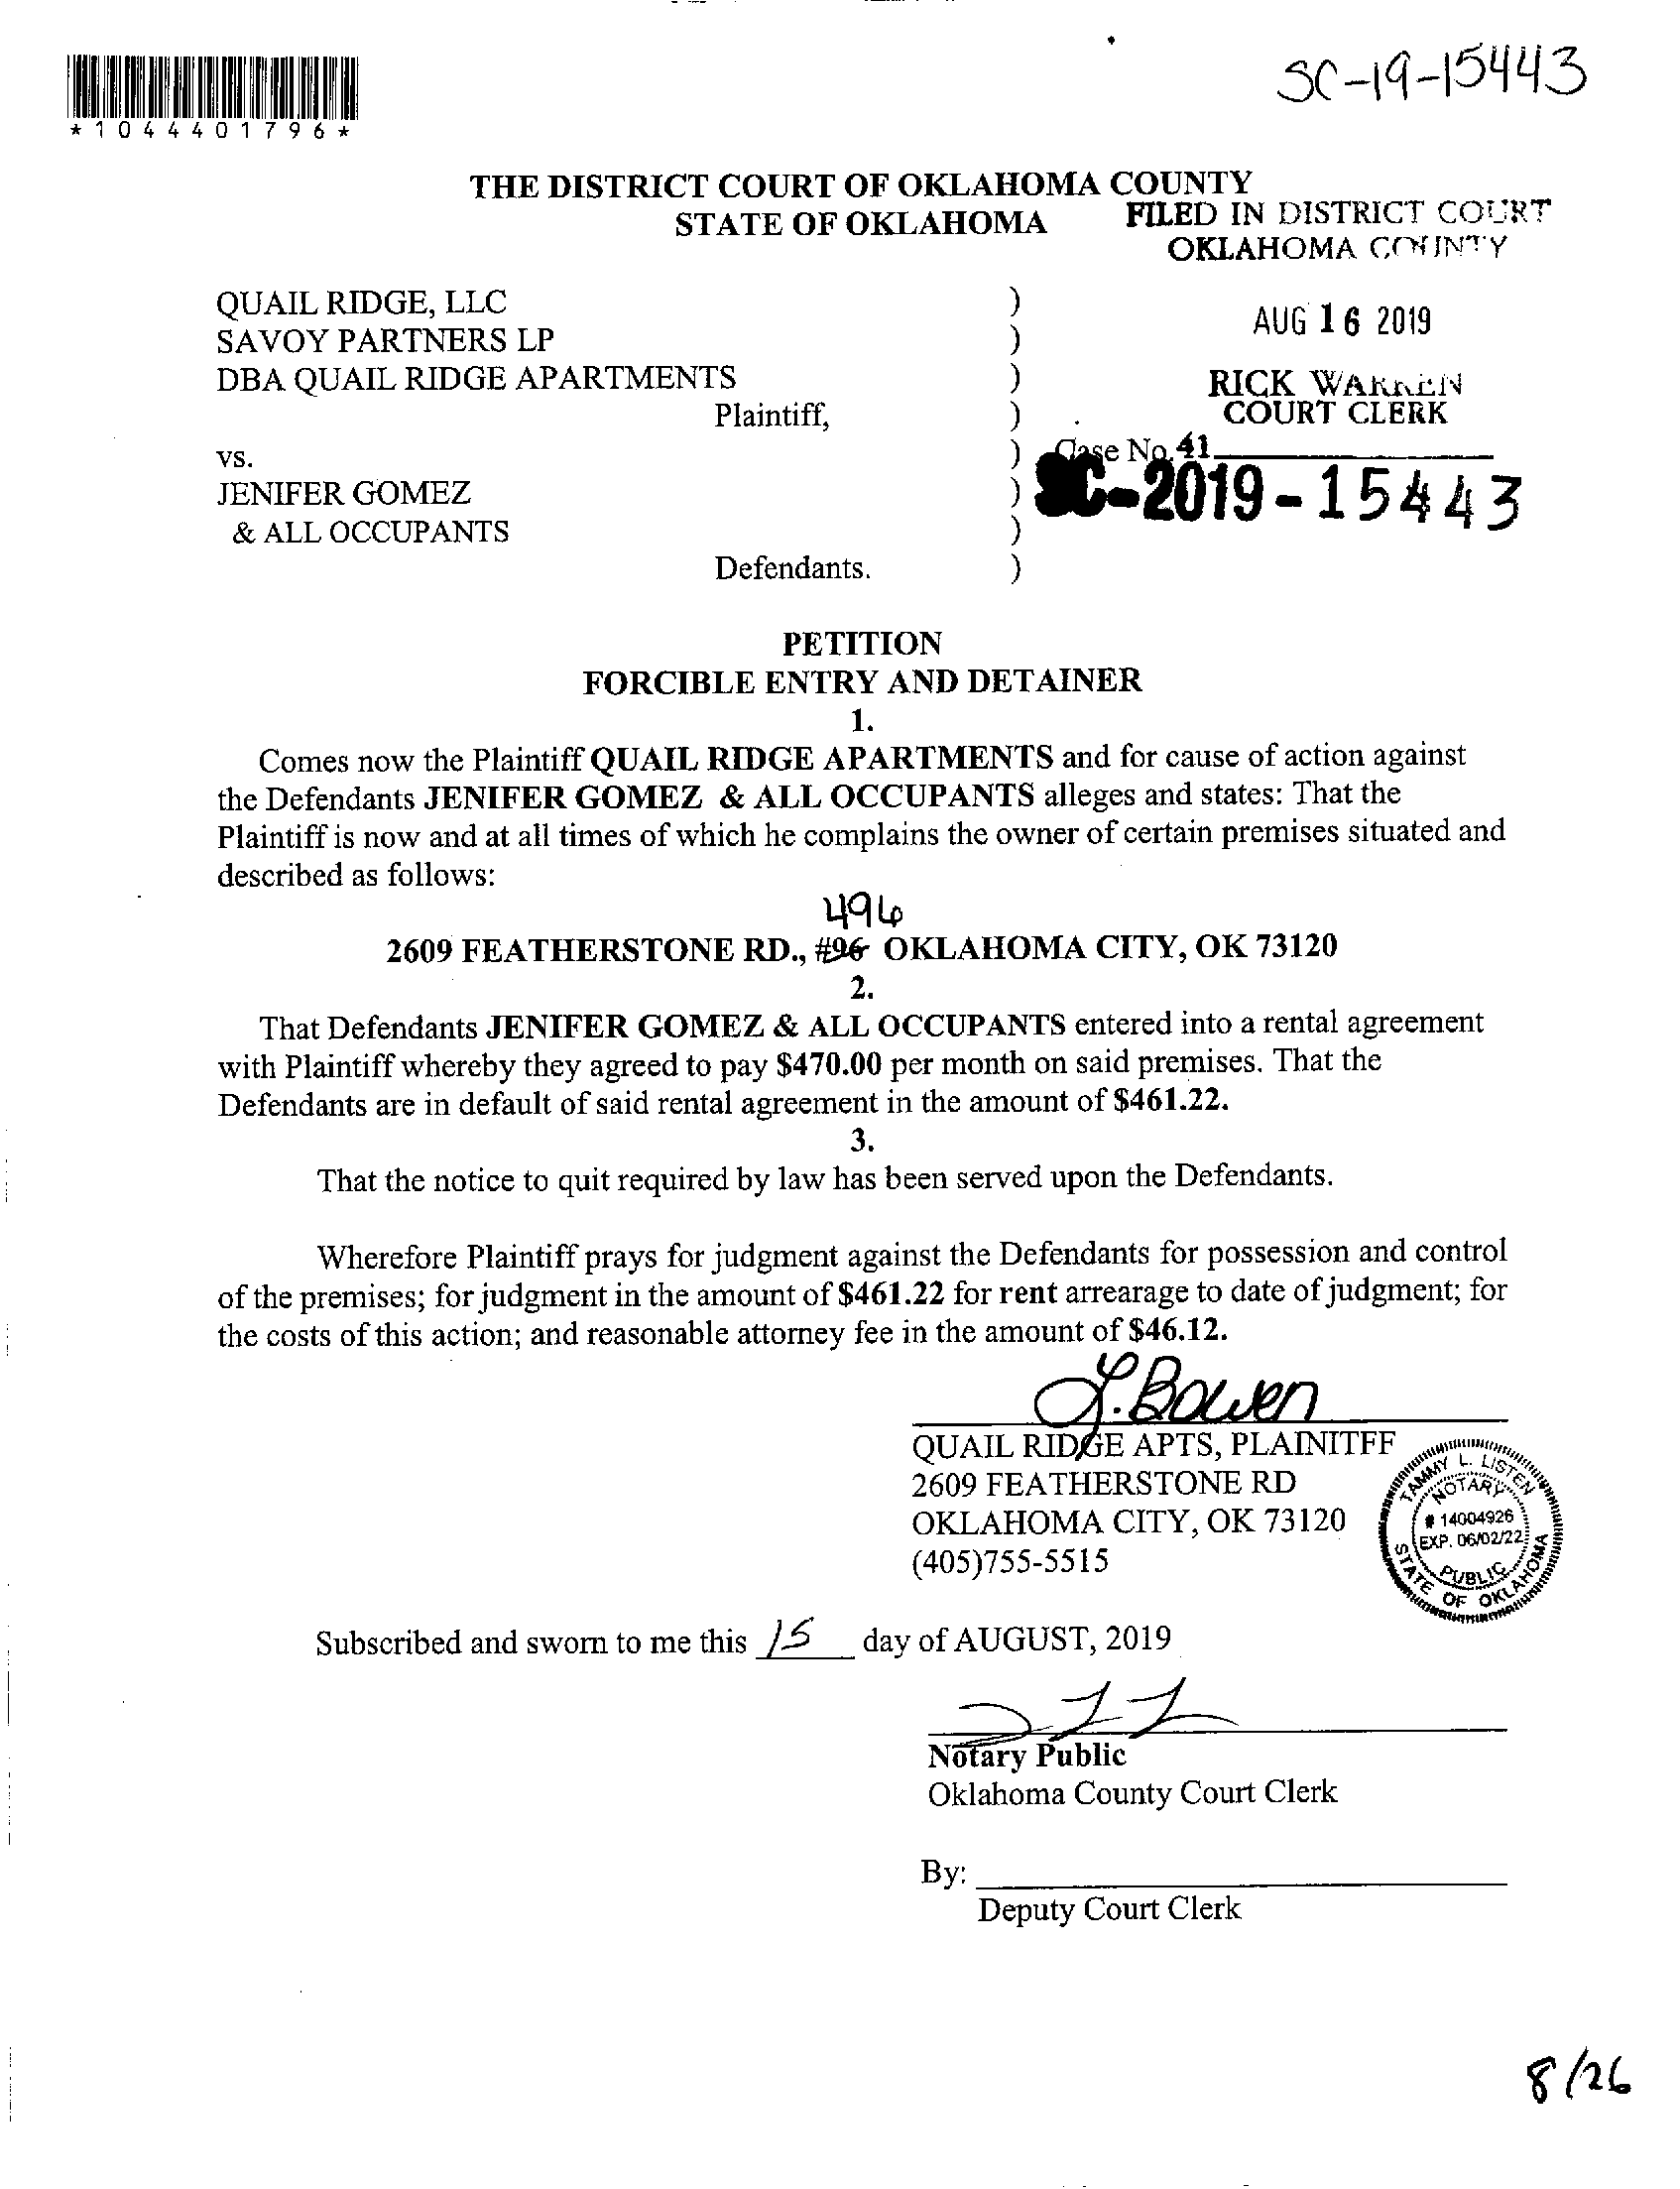 SC-19-15443
*1044401796*
THE DISTRICT COURT OF OKLAHOMA COUNTY
STATE OF OKLAHOMA
FILED IN DISTRICT COURT
OKLAHOMA COUNTY
QUAIL RIDGE, LLC )
SAVOY PARTNERS LP )
AUG 16 2019
DBA QUAIL RIDGE APARTMENTS )
RICK WARREN
Plaintiff, )
COURT CLERK
vs. ) Case No. 41
JENIFER GOMEZ ) SC-2019-15443
& ALL OCCUPANTS )
Defendants. )
PETITION
FORCIBLE ENTRY AND DETAINER
1.
Comes now the Plaintiff QUAIL RIDGE APARTMENTS and for cause of action against
the Defendants JENIFER GOMEZ & ALL OCCUPANTS alleges and states: That the
Plaintiff is now and at all times of which he complains the owner of certain premises situated and
described as follows:
496
2609 FEATHERSTONE RD., #96 OKLAHOMA CITY, OK 73120
2.
That Defendants JENIFER GOMEZ & ALL OCCUPANTS entered into a rental agreement
with Plaintiff whereby they agreed to pay $470.00 per month on said premises. That the
Defendants are in default of said rental agreement in the amount of $461.22.
3.
That the notice to quit required by law has been served upon the Defendants.
Wherefore Plaintiff prays for judgment against the Defendants for possession and control
of the premises; for judgment in the amount of $461.22 for rent arrearage to date of judgment; for
the costs of this action; and reasonable attorney fee in the amount of $46.12.
L. Bowen
QUAIL RIDGE APTS, PLAINITFF
2609 FEATHERSTONE RD
OKLAHOMA CITY, OK 73120
(405)755-5515
TAMMY L. LISTEN
NOTARY
# 14004926
EXP. 06/02/22
PUBLIC
STATE OF OKLAHOMA
Subscribed and sworn to me this 15 day of AUGUST, 2019
Notary Public
Oklahoma County Court Clerk
By:
Deputy Court Clerk
8/26